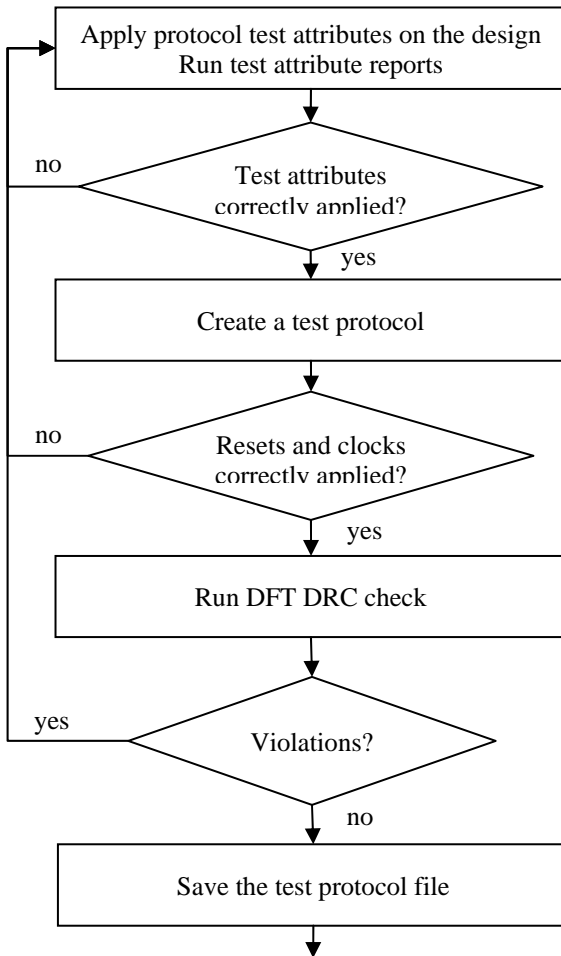 Apply protocol test attributes on the design
Run test attribute reports
no
Test attributes
correctly applied?
yes
Create a test protocol
no
Resets and clocks
correctly applied?
yes
Run DFT DRC check
yes
Violations?
no
Save the test protocol file